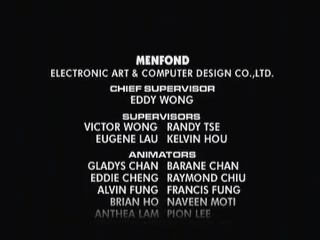 MENFOND
ELECTRONIC ART & COMPUTER DESIGN CO.,LTD.
CHIEF SUPERVISOR
EDDY WONG
SUPERVISORS
VICTOR WONG RANDY TSE
EUGENE LAU KELVIN HOU
ANIMATORS
GLADYS CHAN BARANE CHAN
EDDIE CHENG RAYMOND CHIU
ALVIN FUNG FRANCIS FUNG
BRIAN HO NAVEEN MOTI
ANTHEA LAM PION LEE